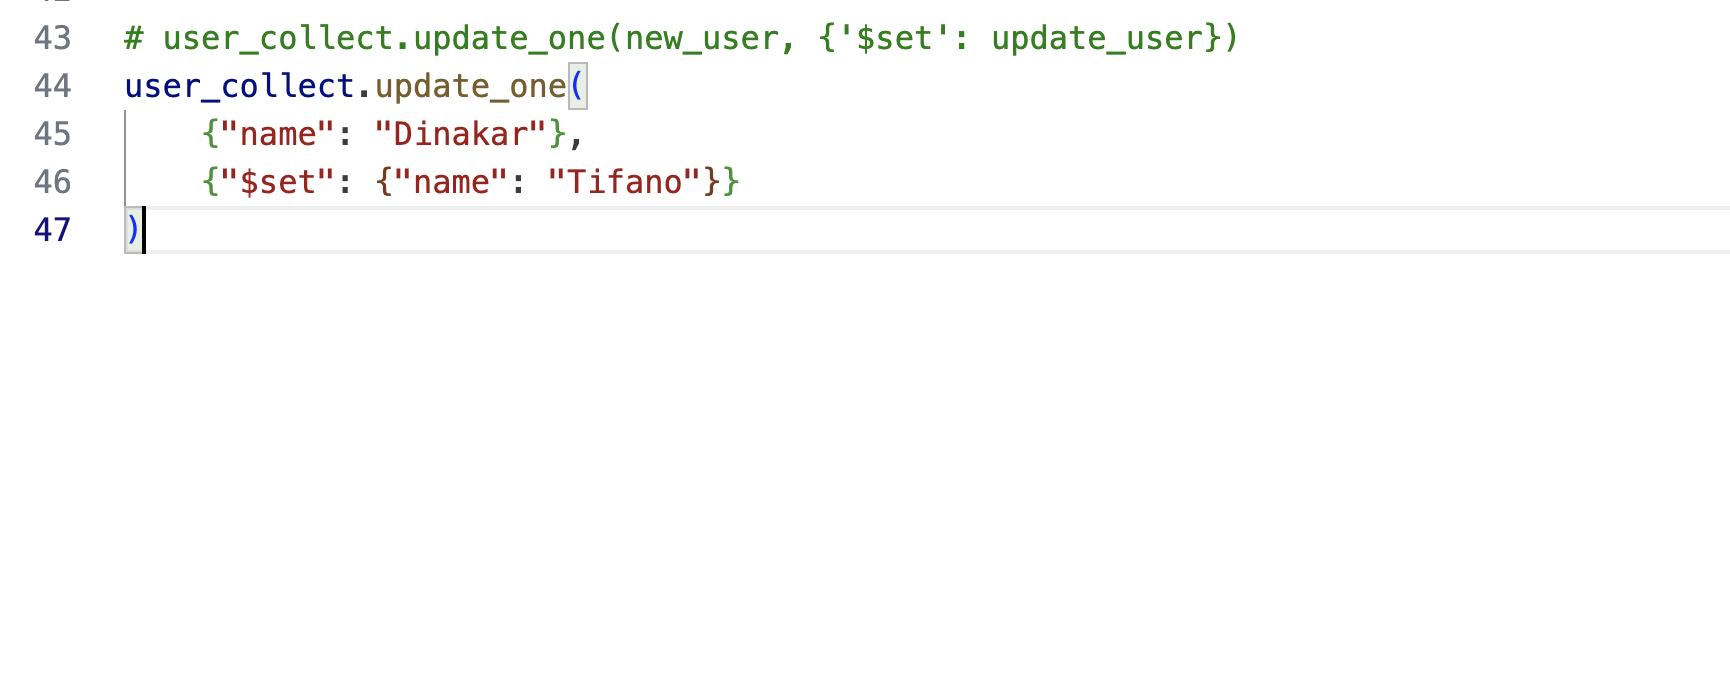 43 # user_collect.update_one(new_user, {'$set': update_user})
44 user_collect.update_one(
45     {"name": "Dinakar"},
46     {"$set": {"name": "Tifano"}}
47 )